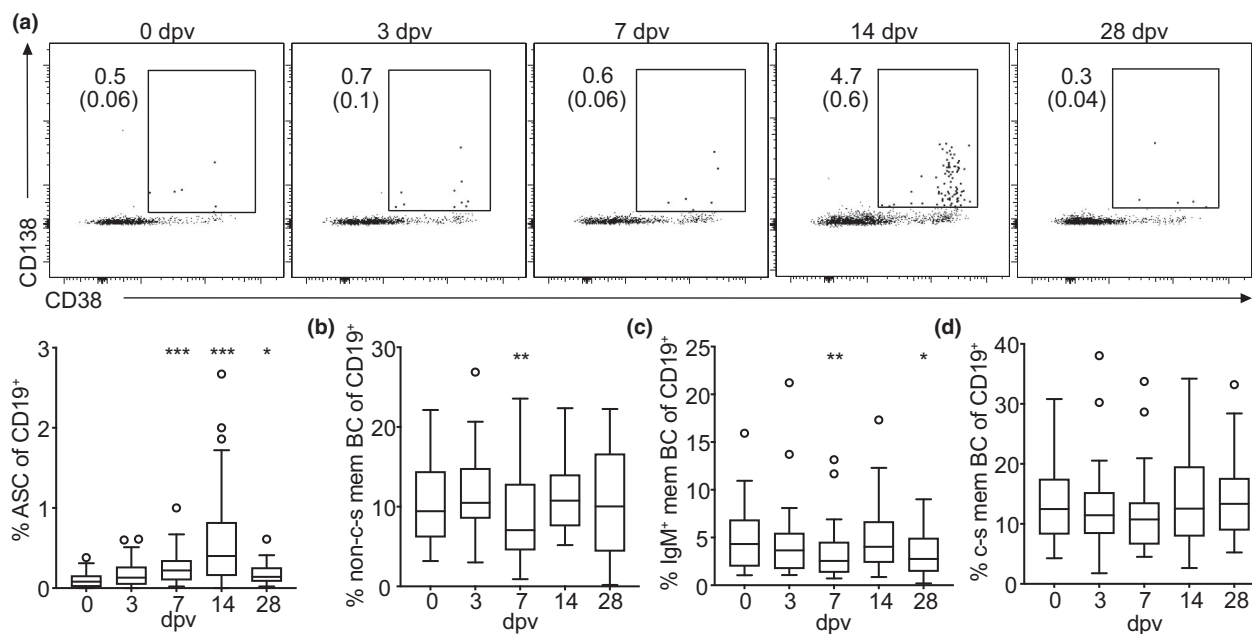 (a)
0 dpv 3 dpv 7 dpv 14 dpv 28 dpv
0.5 0.7 0.6 4.7 0.3
(0.06) (0.1) (0.06) (0.6) (0.04)
CD138
CD38
% ASC of CD19⁺
3
2
1
0
*** *** *
0 3 7 14 28
dpv
(b)
% non-c-s mem BC of CD19⁺
30
20
10
0
**
0 3 7 14 28
dpv
(c)
% IgM⁺ mem BC of CD19⁺
25
20
15
10
5
0
** *
0 3 7 14 28
dpv
(d)
% c-s mem BC of CD19⁺
40
30
20
10
0
0 3 7 14 28
dpv